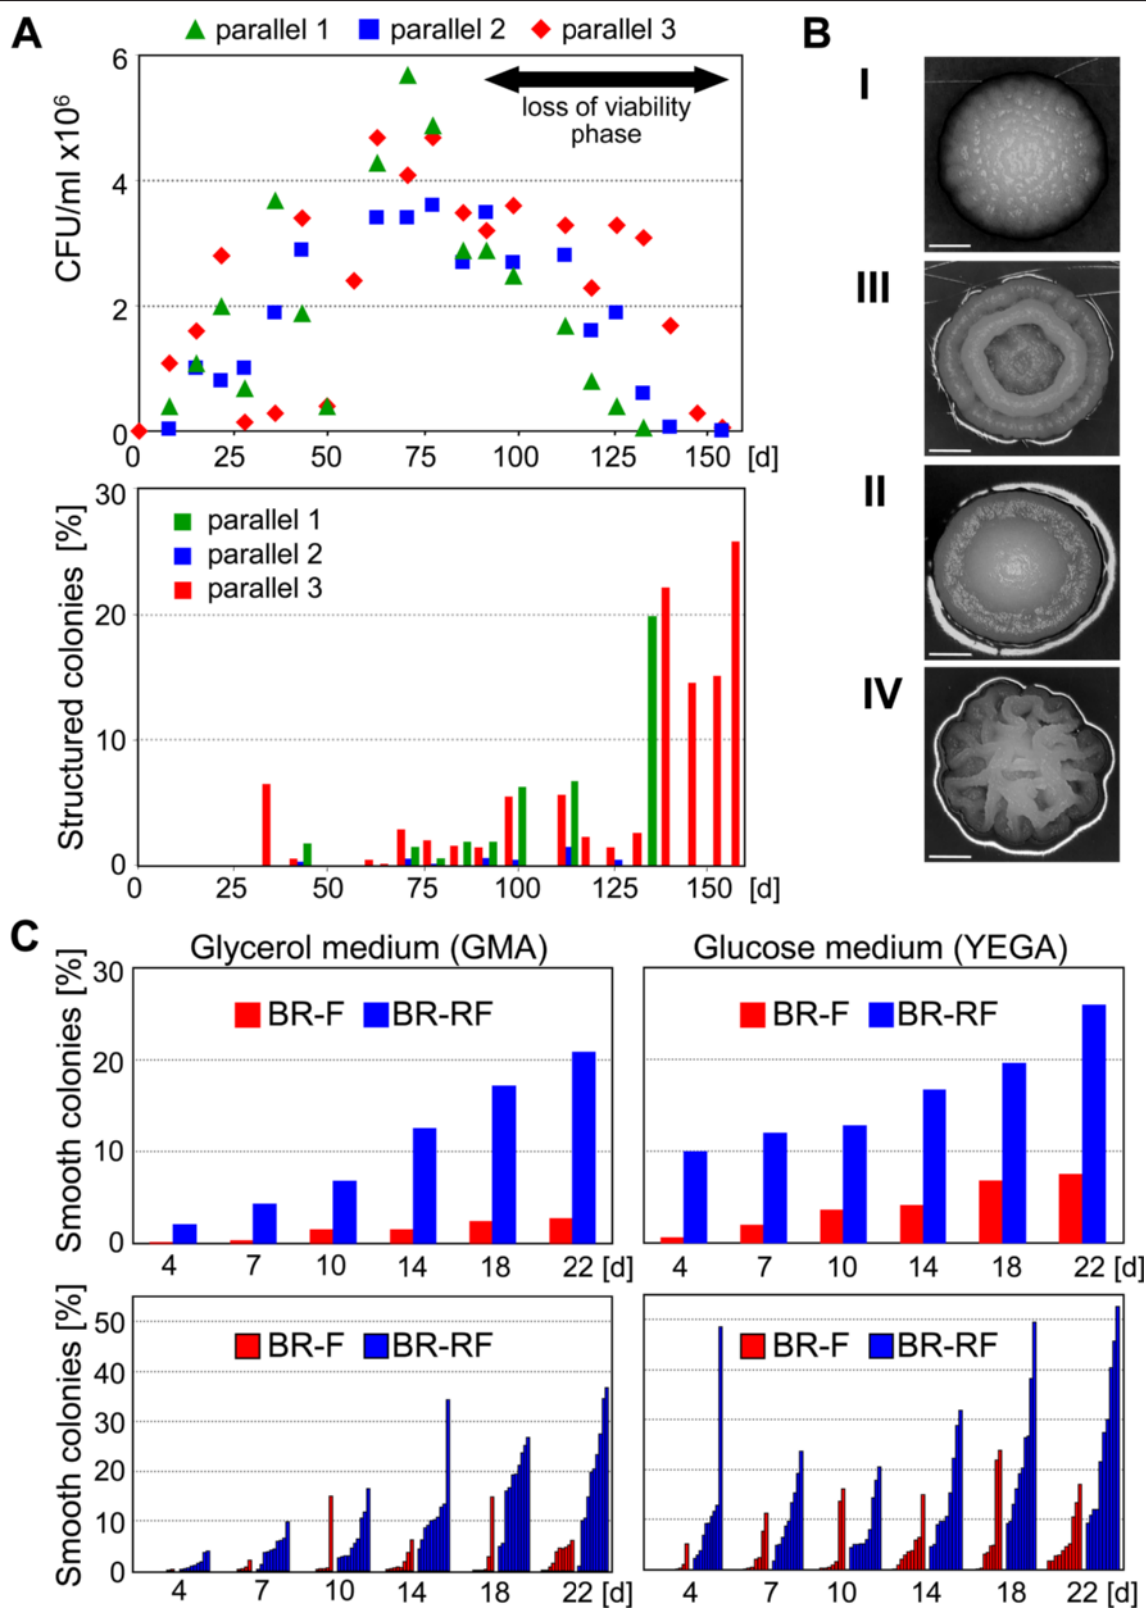 A
parallel 1 parallel 2 parallel 3
CFU/ml x10⁶
6
4
2
0
loss of viability
phase
0 25 50 75 100 125 150 [d]
Structured colonies [%]
30
20
10
0
parallel 1
parallel 2
parallel 3
0 25 50 75 100 125 150 [d]
B
I
III
II
IV
C
Glycerol medium (GMA)
Smooth colonies [%]
30
20
10
0
BR-F BR-RF
4 7 10 14 18 22 [d]
Glucose medium (YEGA)
BR-F BR-RF
4 7 10 14 18 22 [d]
Smooth colonies [%]
50
40
30
20
10
0
BR-F BR-RF
4 7 10 14 18 22 [d]
BR-F BR-RF
4 7 10 14 18 22 [d]